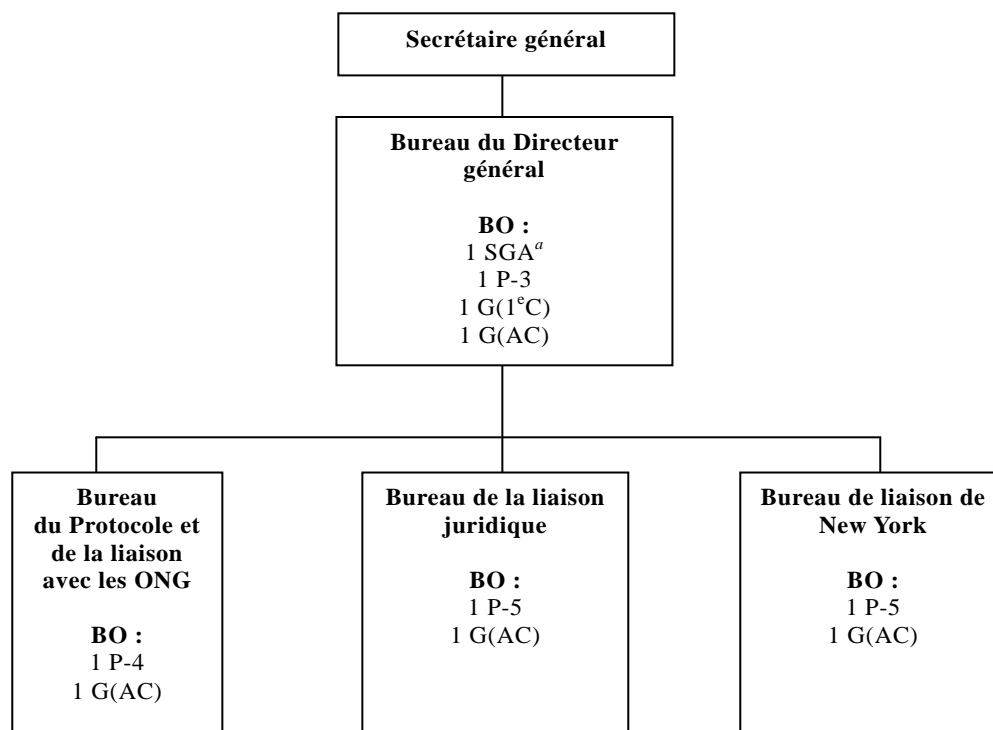 Secrétaire général
Bureau du Directeur
général
BO :
1 SGAᵃ
1 P-3
1 G(1ᵉC)
1 G(AC)
Bureau
du Protocole et
de la liaison
avec les ONG
BO :
1 P-4
1 G(AC)
Bureau de la liaison
juridique
BO :
1 P-5
1 G(AC)
Bureau de liaison de
New York
BO :
1 P-5
1 G(AC)